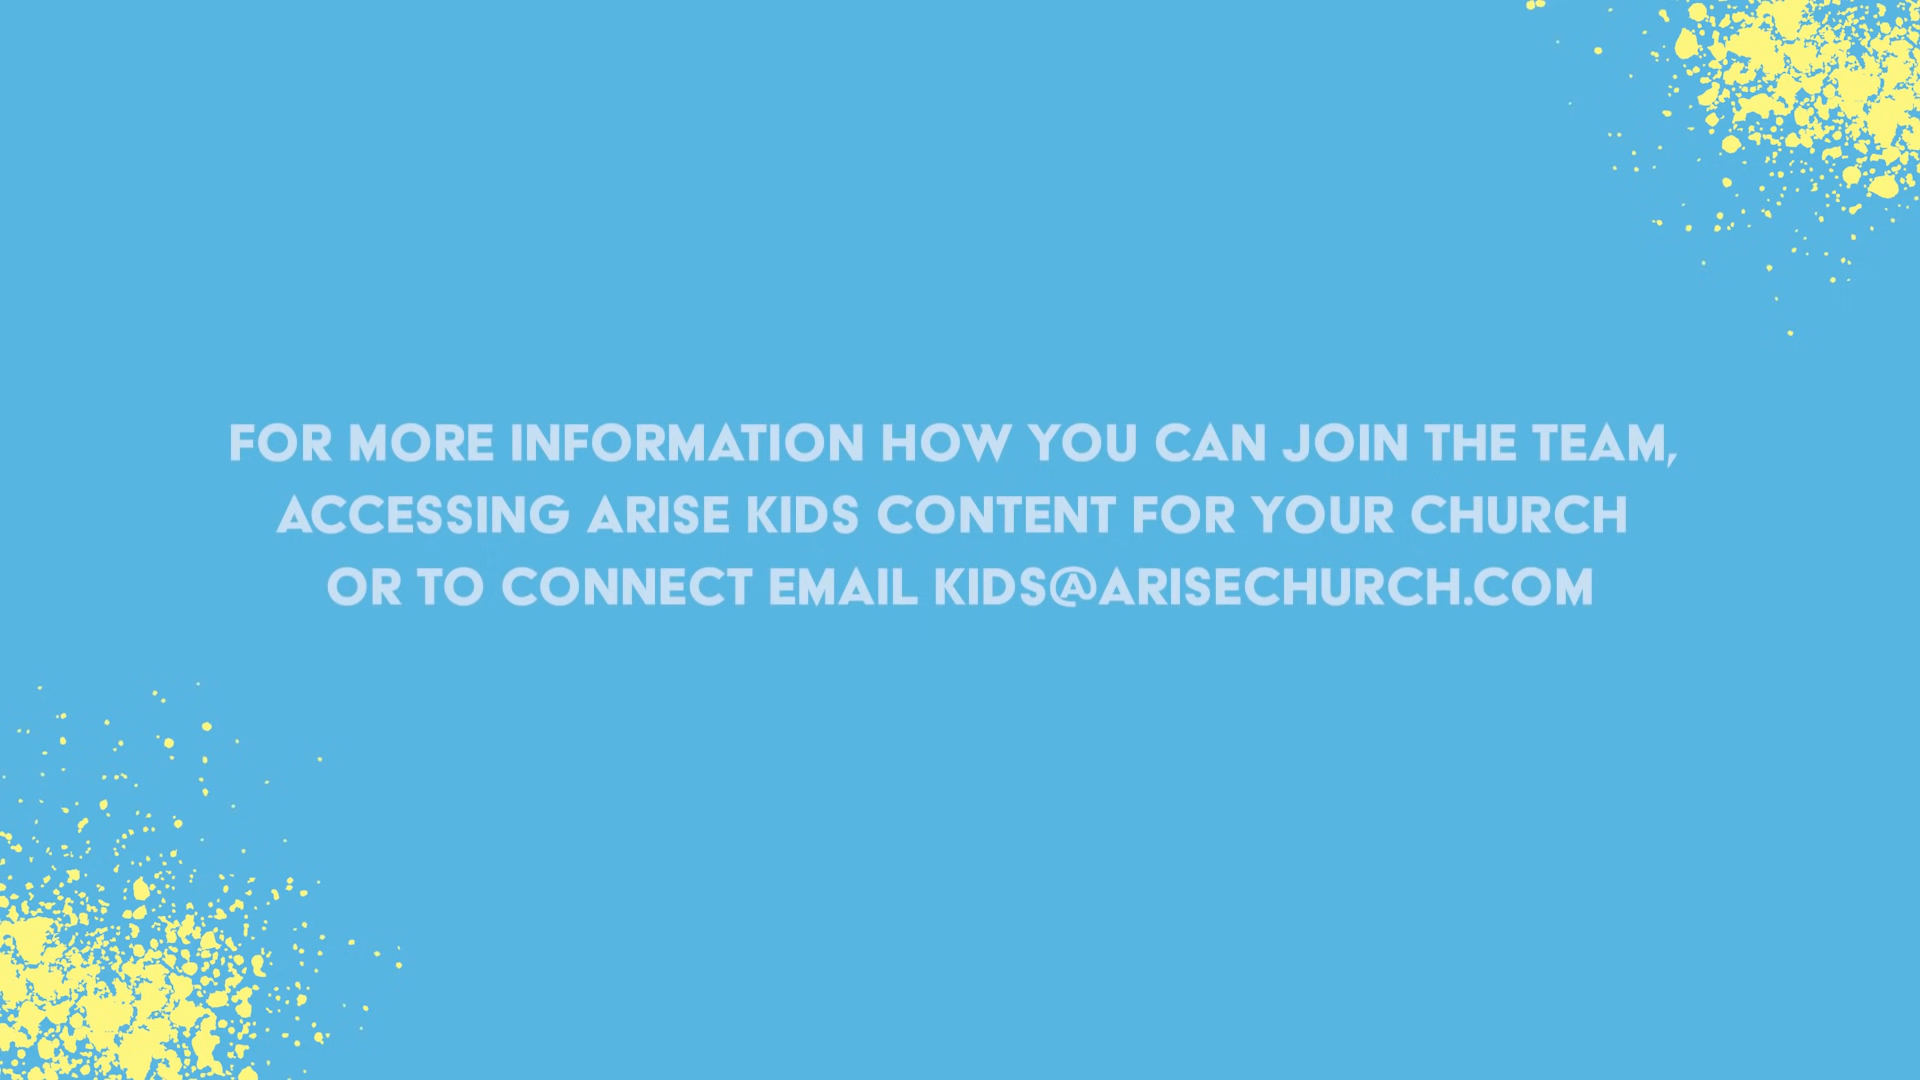 FOR MORE INFORMATION HOW YOU CAN JOIN THE TEAM,
ACCESSING ARISE KIDS CONTENT FOR YOUR CHURCH
OR TO CONNECT EMAIL KIDS@ARISECHURCH.COM